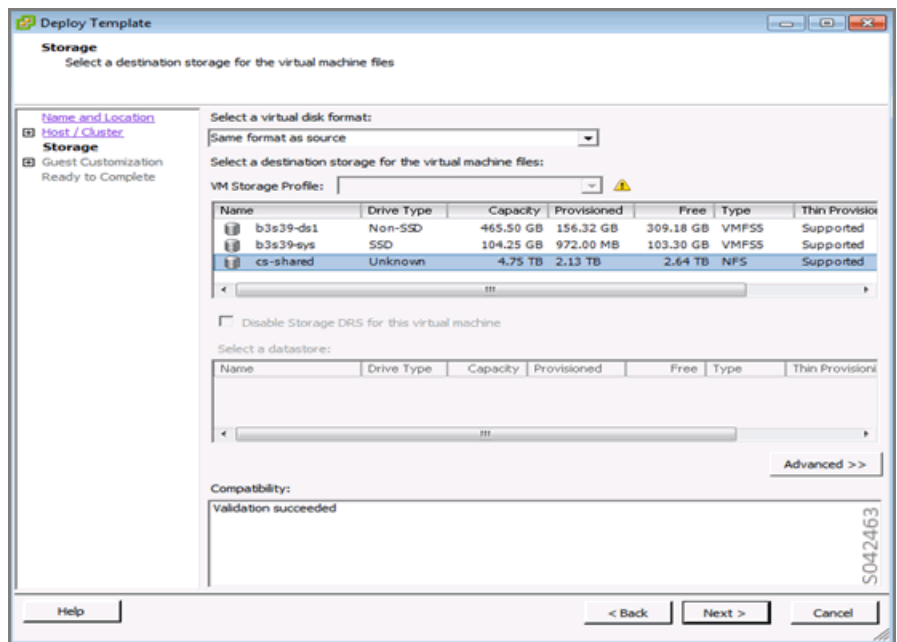 Deploy Template
Storage
Select a destination storage for the virtual machine files
Name and Location
Host / Cluster
Storage
Guest Customization
Ready to Complete
Select a virtual disk format:
Same format as source
Select a destination storage for the virtual machine files:
VM Storage Profile:
Name Drive Type Capacity Provisioned Free Type Thin Provision
b3s39-ds1 Non-SSD 465.50 GB 156.32 GB 309.18 GB VMFS5 Supported
b3s39-sys SSD 104.25 GB 972.00 MB 103.30 GB VMFS5 Supported
cs-shared Unknown 4.75 TB 2.13 TB 2.64 TB NFS Supported
Disable Storage DRS for this virtual machine
Select a datastore:
Name Drive Type Capacity Provisioned Free Type Thin Provisioni
Advanced >>
Compatibility:
Validation succeeded
S042463
Help < Back Next > Cancel